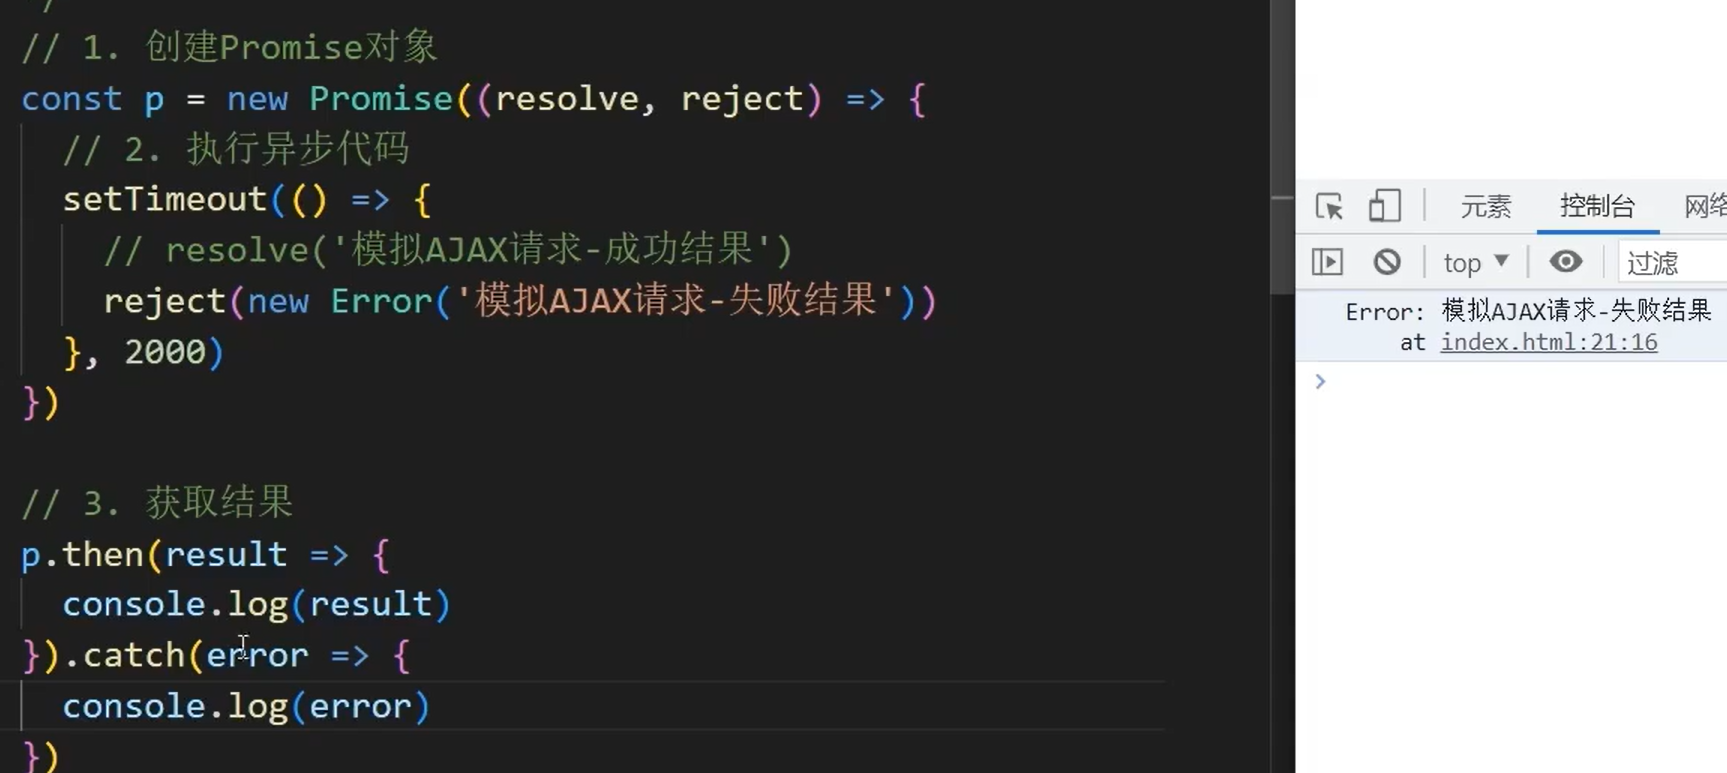 // 1. 创建Promise对象
const p = new Promise((resolve, reject) => {
  // 2. 执行异步代码
  setTimeout(() => {
    // resolve('模拟AJAX请求-成功结果')
    reject(new Error('模拟AJAX请求-失败结果'))
  }, 2000)
})
// 3. 获取结果
p.then(result => {
  console.log(result)
}).catch(error => {
  console.log(error)
})
元素 控制台 网络
top 过滤
Error: 模拟AJAX请求-失败结果
at index.html:21:16